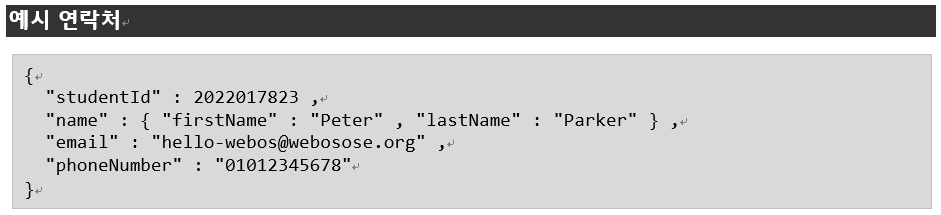 예시 연락처
{
"studentId" : 2022017823 ,
"name" : { "firstName" : "Peter" , "lastName" : "Parker" } ,
"email" : "hello-webos@webosose.org" ,
"phoneNumber" : "01012345678"
}